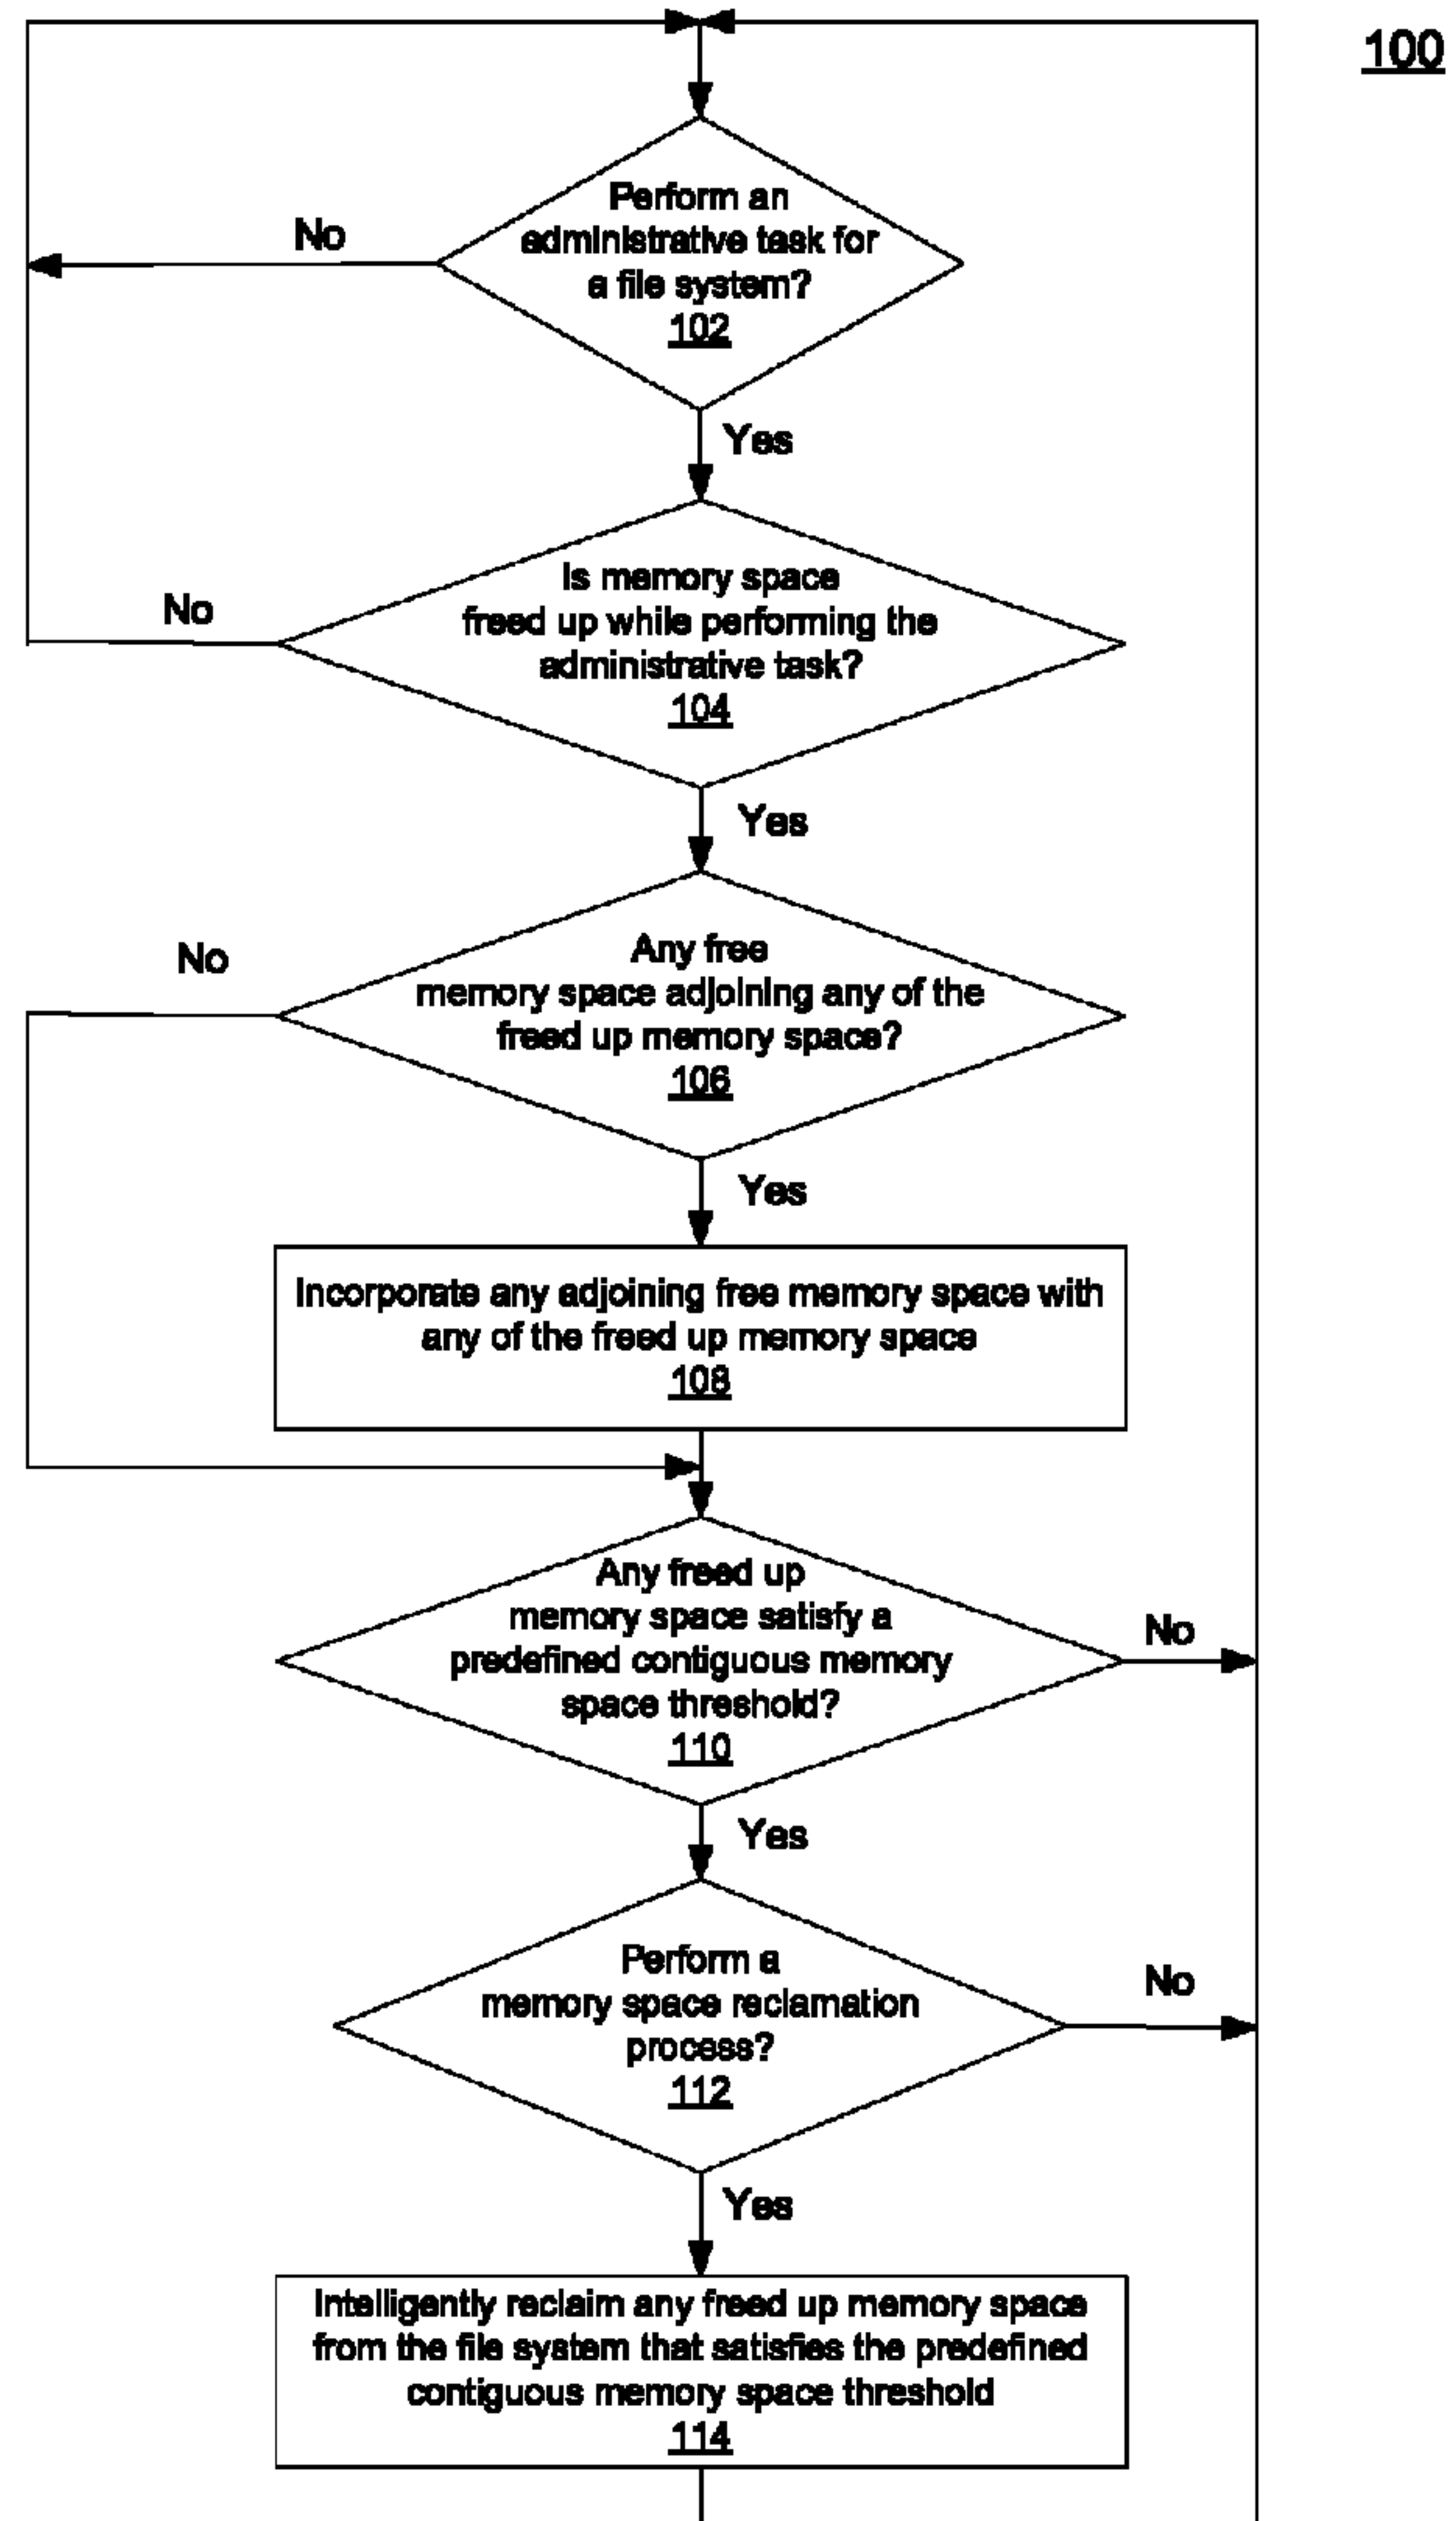 100
Perform an
administrative task for
a file system?
102
No
Yes
Is memory space
freed up while performing the
administrative task?
104
No
Yes
Any free
memory space adjoining any of the
freed up memory space?
106
No
Yes
Incorporate any adjoining free memory space with
any of the freed up memory space
108
Any freed up
memory space satisfy a
predefined contiguous memory
space threshold?
110
No
Yes
Perform a
memory space reclamation
process?
112
No
Yes
Intelligently reclaim any freed up memory space
from the file system that satisfies the predefined
contiguous memory space threshold
114